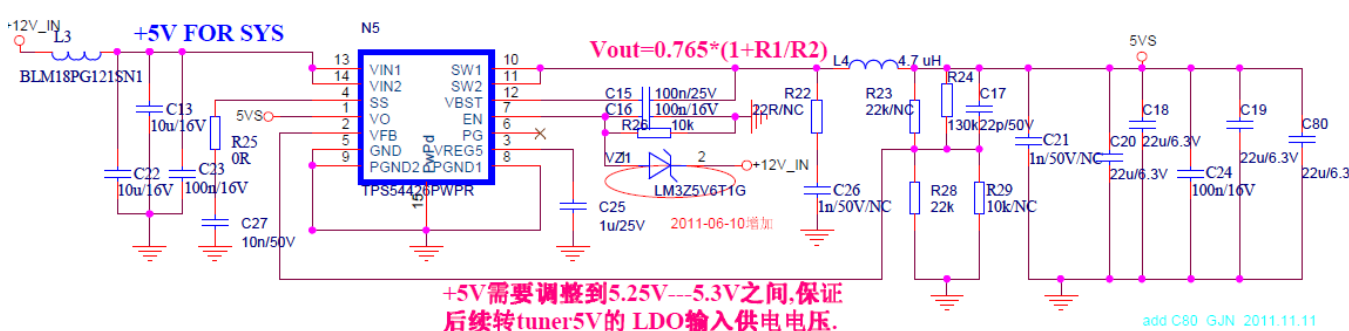 +12V_IN
L3
BLM18PG121SN1
+5V FOR SYS
C13
10u/16V
C22
10u/16V
C23
100n/16V
R25
0R
C27
10n/50V
5VS
N5
13 VIN1 SW1 10
14 VIN2 SW2 11
4 SS VBST 12
1 VO EN 7
2 VFB PG 6
5 GND VREG5 3
9 PGND2 PGND1 8
PwPd
15
TPS54426PWPR
Vout=0.765*(1+R1/R2)
C15 100n/25V
C16 100n/16V
R26 10k
VZ1 1 2 +12V_IN
LM3Z5V6T1G
2011-06-10增加
C25
1u/25V
L4 4.7 uH
R22
22R/NC
C26
1n/50V/NC
R23
22k/NC
R24
130k
C17
22p/50V
R28
22k
R29
10k/NC
C21
1n/50V/NC
5VS
C20
22u/6.3V
C18
22u/6.3V
C24
100n/16V
C19
22u/6.3V
C80
22u/6.3
+5V需要调整到5.25V---5.3V之间,保证
后续转tuner5V的 LDO输入供电电压.
add C80 GJN 2011.11.11